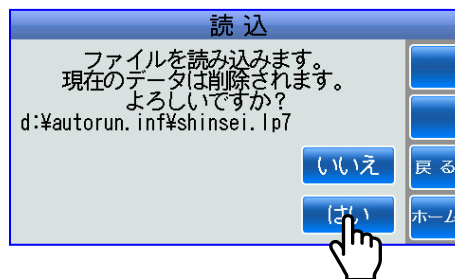 読込
ファイルを読み込みます。
現在のデータは削除されます。
よろしいですか?
d:¥autorun.inf¥shinsei.lp7
いいえ
戻る
はい
ホーム